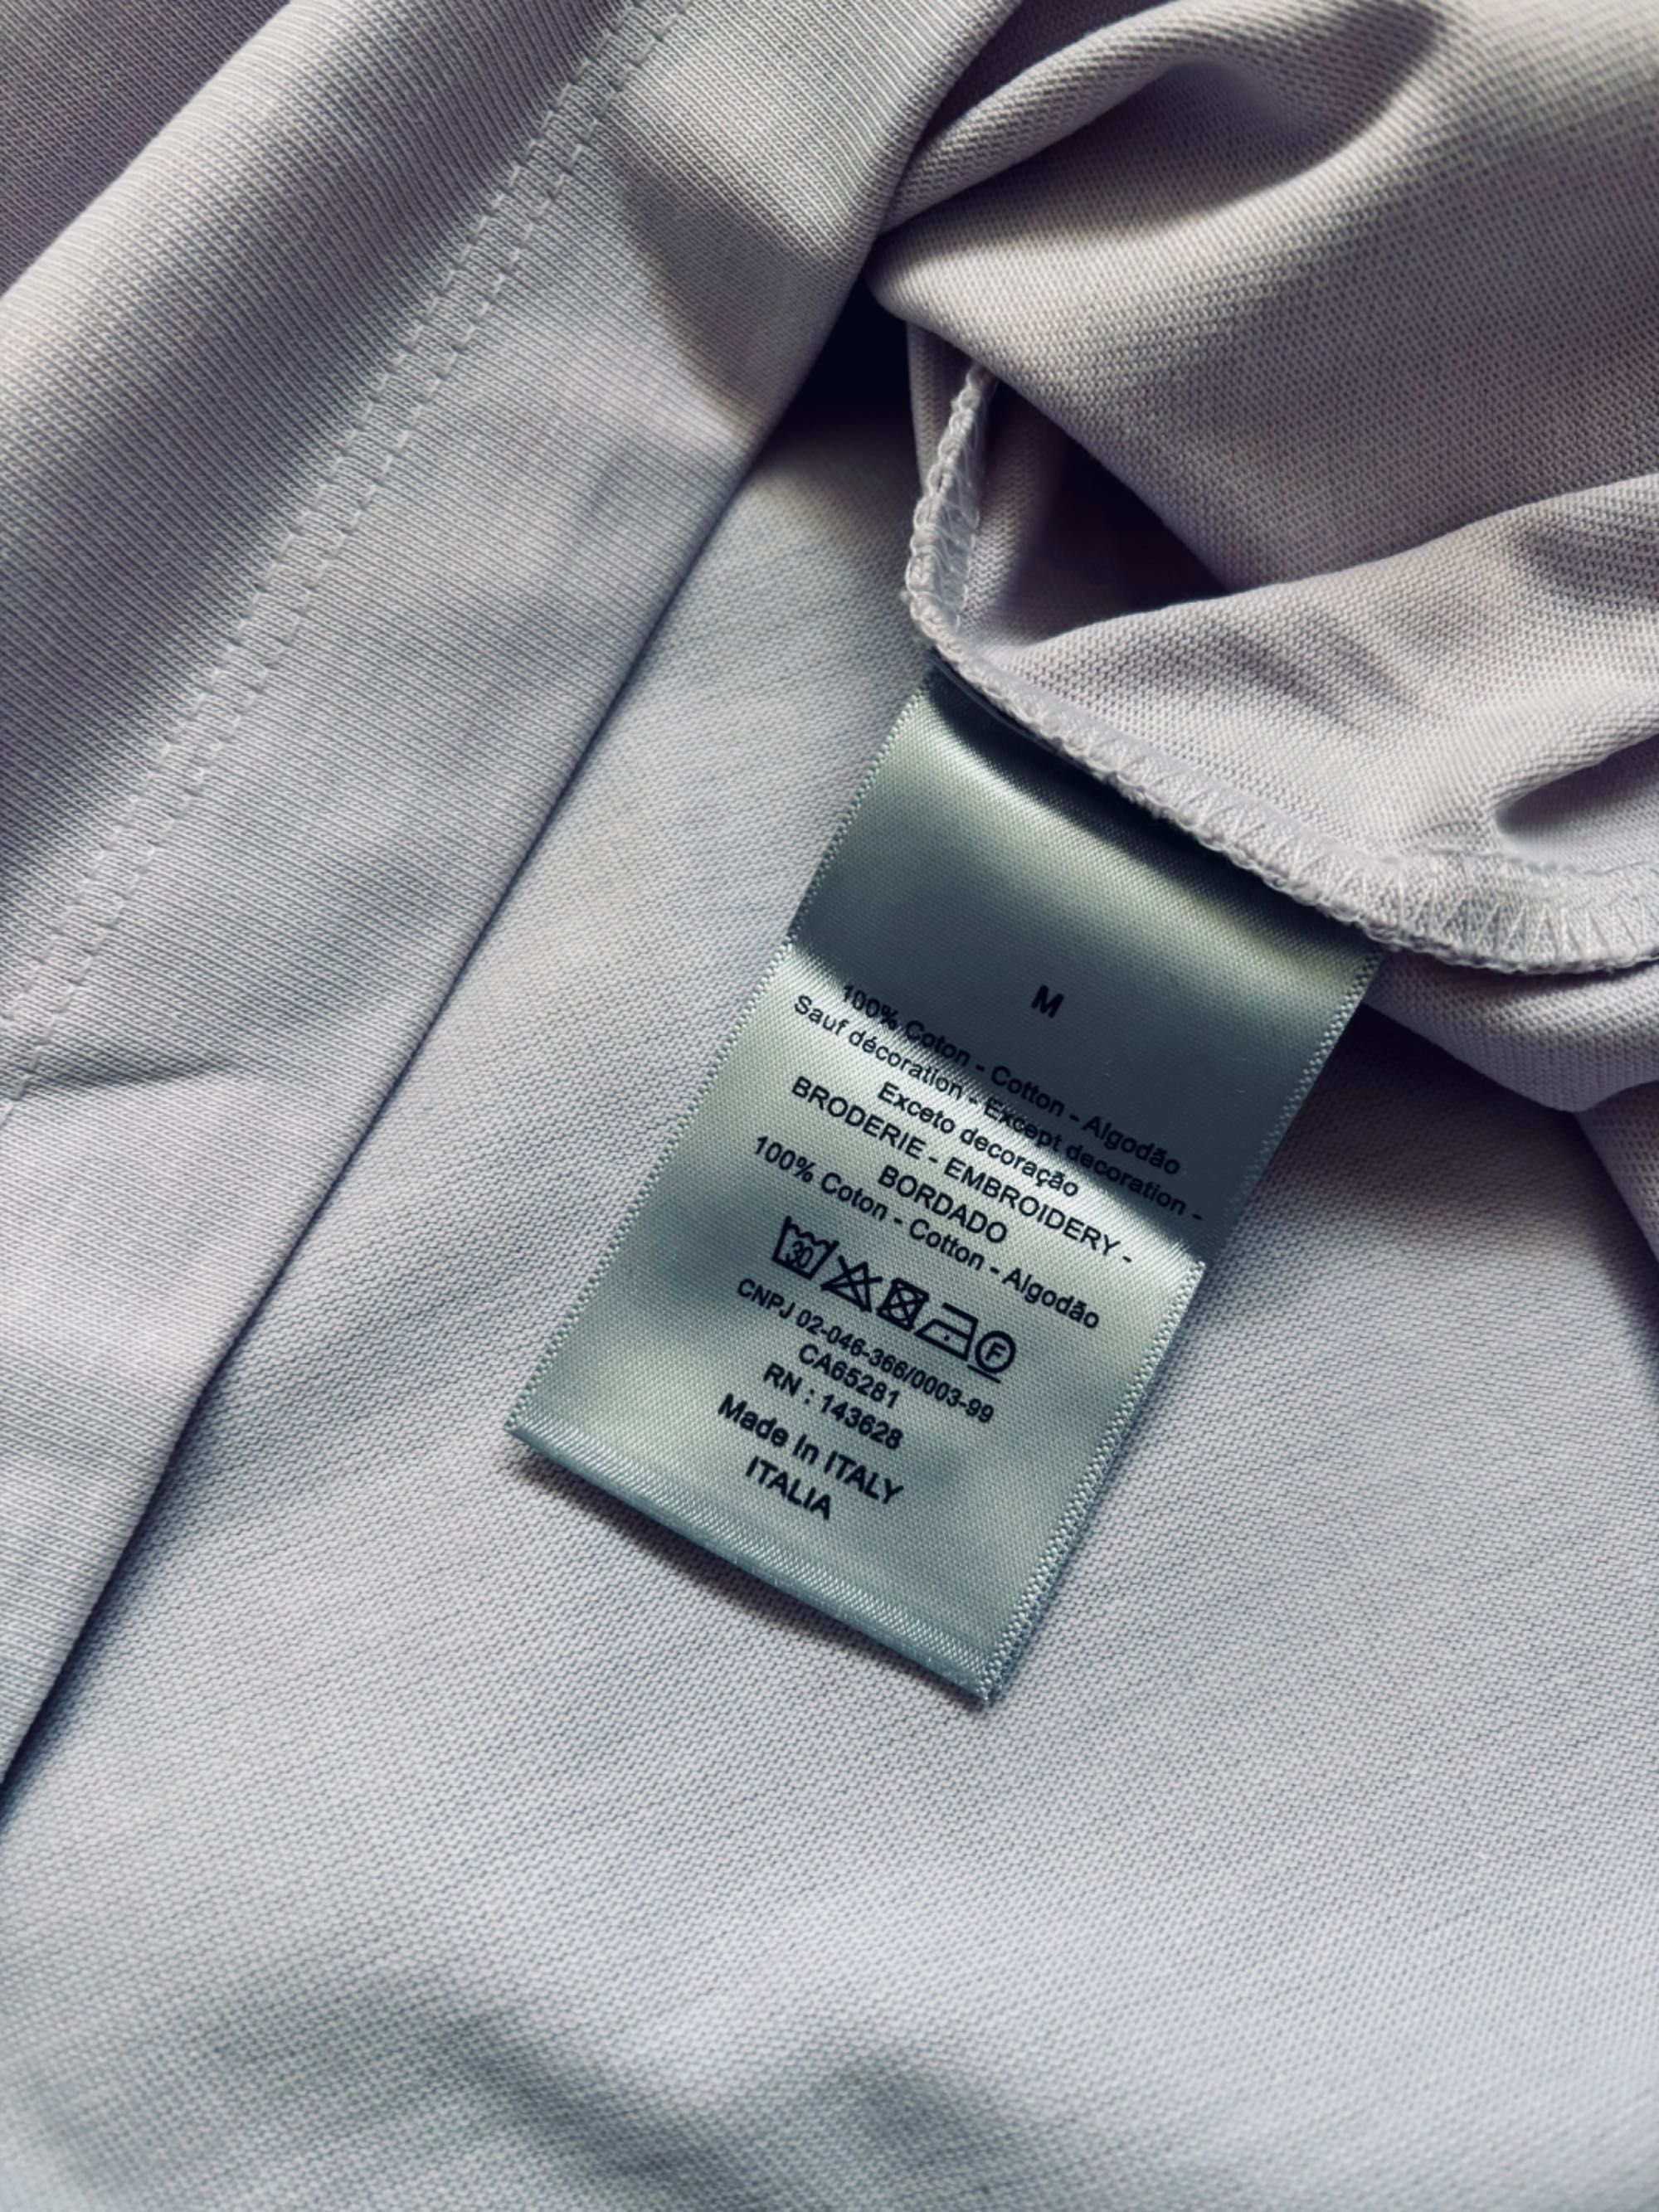 M
100% Coton - Cotton - Algodão
Sauf décoration - Except decoration -
Exceto decoração
BRODERIE - EMBROIDERY -
BORDADO
100% Coton - Cotton - Algodão
30
F
CNPJ 02-046-366/0003-99
CA65281
RN : 143628
Made In ITALY
ITALIA